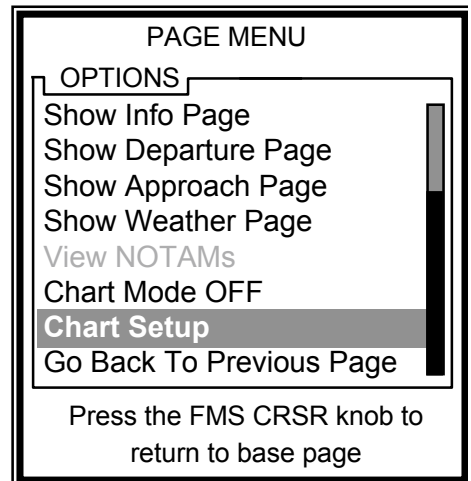 PAGE MENU
OPTIONS
Show Info Page
Show Departure Page
Show Approach Page
Show Weather Page
View NOTAMs
Chart Mode OFF
Chart Setup
Go Back To Previous Page
Press the FMS CRSR knob to
return to base page